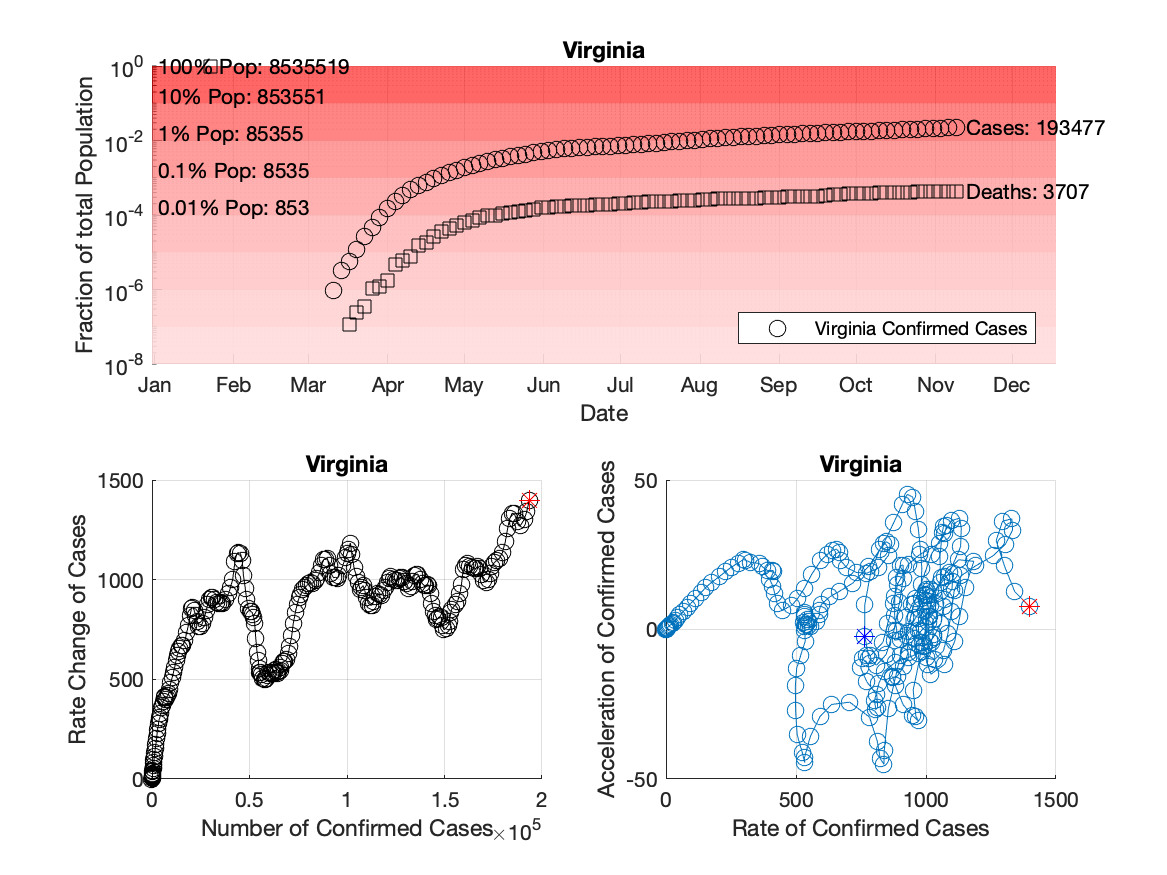 Virginia
Fraction of total Population
10^0
10^-2
10^-4
10^-6
10^-8
100% Pop: 8535519
10% Pop: 853551
1% Pop: 85355
0.1% Pop: 8535
0.01% Pop: 853
Cases: 193477
Deaths: 3707
Virginia Confirmed Cases
Jan Feb Mar Apr May Jun Jul Aug Sep Oct Nov Dec
Date
Virginia
Rate Change of Cases
1500
1000
500
0
0 0.5 1 1.5 2
Number of Confirmed Cases ×10^5
Virginia
Acceleration of Confirmed Cases
50
0
-50
0 500 1000 1500
Rate of Confirmed Cases